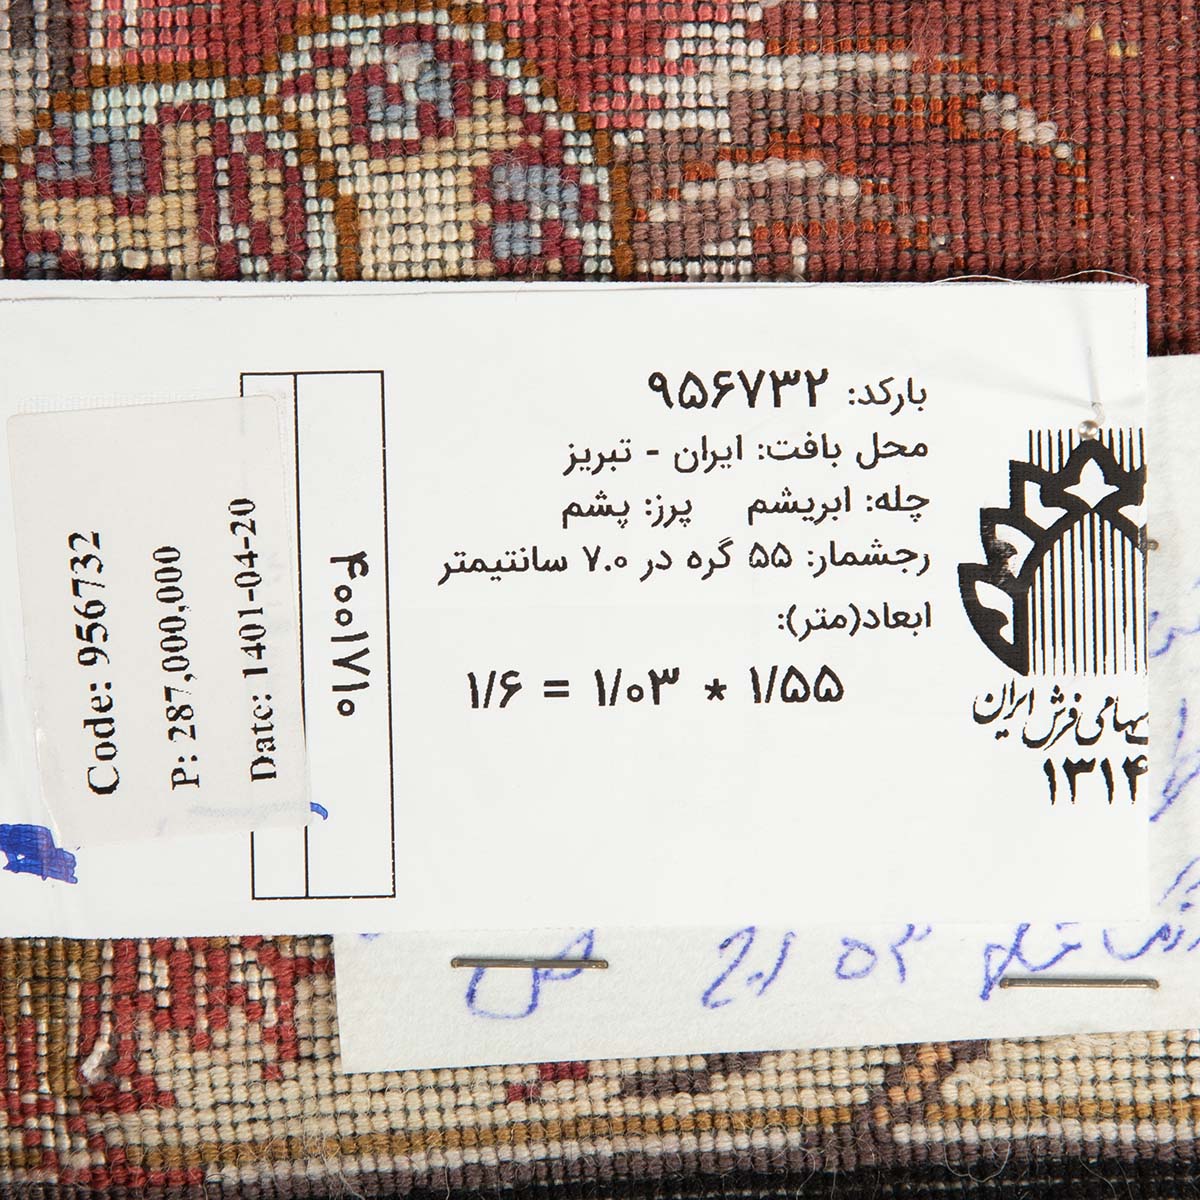 بارکد: ۹۵۶۷۳۲
محل بافت: ایران - تبریز
چله: ابریشم پرز: پشم
رجشمار: ۵۵ گره در ۷.۰ سانتیمتر
ابعاد(متر):
۱/۶ = ۱/۰۳ * ۱/۵۵
سهامی فرش ایران
۱۳۱۴
۴۰۰۱۷۱۰
Code: 956732
P: 287,000,000
Date: 1401-04-20